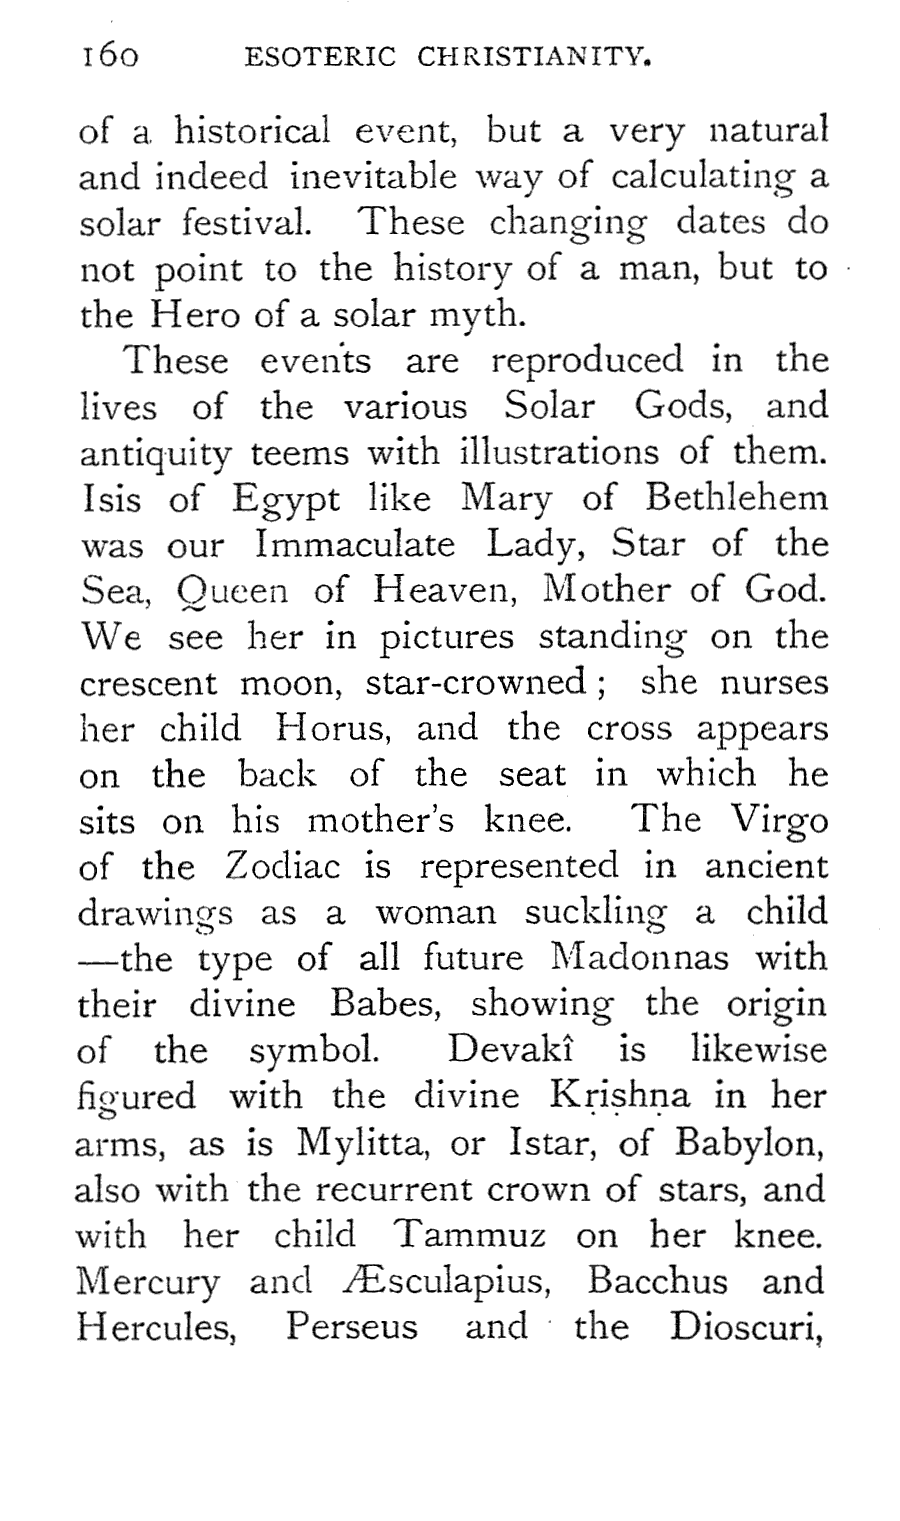 160 ESOTERIC CHRISTIANITY.
of a historical event, but a very natural
and indeed inevitable way of calculating a
solar festival. These changing dates do
not point to the history of a man, but to
the Hero of a solar myth.
These events are reproduced in the
lives of the various Solar Gods, and
antiquity teems with illustrations of them.
Isis of Egypt like Mary of Bethlehem
was our Immaculate Lady, Star of the
Sea, Queen of Heaven, Mother of God.
We see her in pictures standing on the
crescent moon, star-crowned ; she nurses
her child Horus, and the cross appears
on the back of the seat in which he
sits on his mother's knee. The Virgo
of the Zodiac is represented in ancient
drawings as a woman suckling a child
—the type of all future Madonnas with
their divine Babes, showing the origin
of the symbol. Devakî is likewise
figured with the divine Kṛiṣhṇa in her
arms, as is Mylitta, or Istar, of Babylon,
also with the recurrent crown of stars, and
with her child Tammuz on her knee.
Mercury and Æsculapius, Bacchus and
Hercules, Perseus and the Dioscuri,